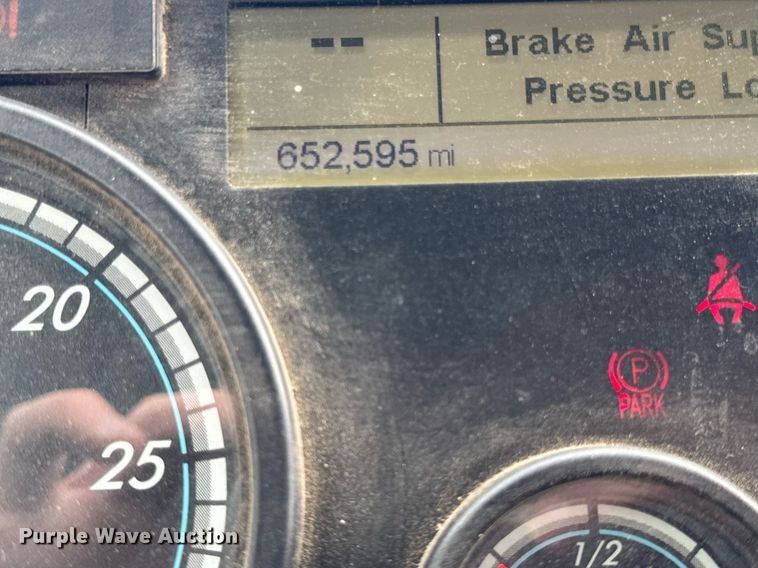 --
Brake Air Sup
Pressure Lo
652,595 mi
20
P
PARK
25
1/2
Purple Wave Auction